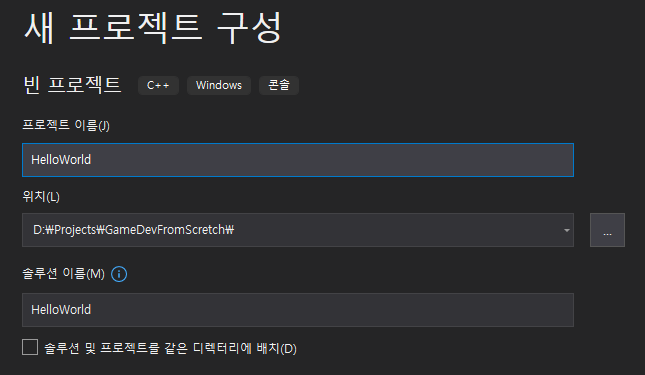 새 프로젝트 구성
빈 프로젝트 C++ Windows 콘솔
프로젝트 이름(J)
HelloWorld
위치(L)
D:₩Projects₩GameDevFromScretch₩ ...
솔루션 이름(M)
HelloWorld
솔루션 및 프로젝트를 같은 디렉터리에 배치(D)